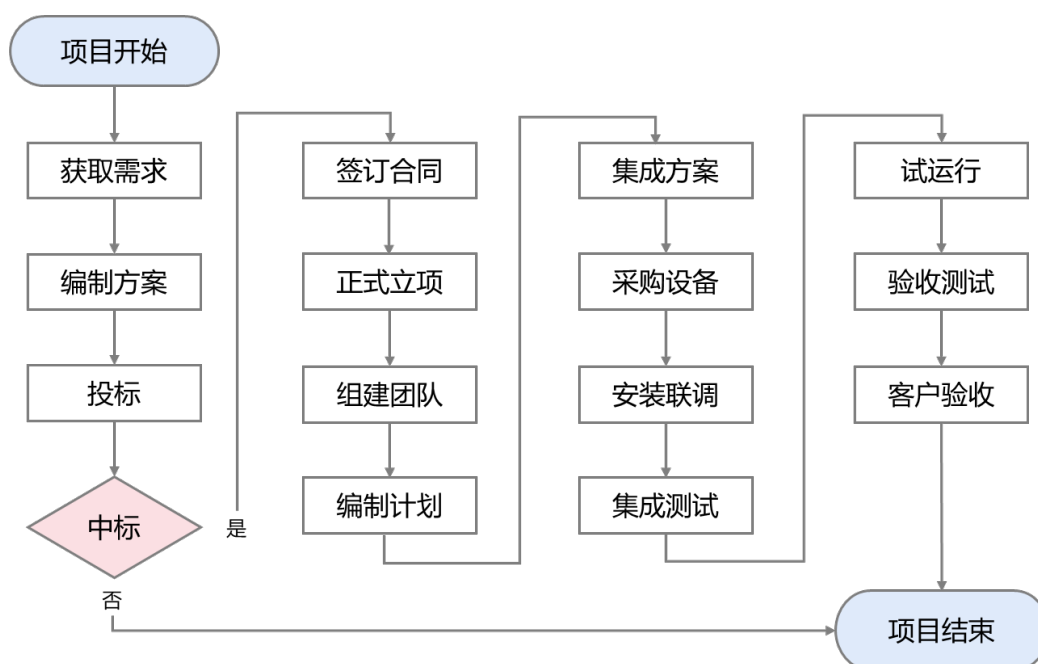 项目开始
获取需求
编制方案
投标
中标
是
否
签订合同
正式立项
组建团队
编制计划
集成方案
采购设备
安装联调
集成测试
试运行
验收测试
客户验收
项目结束